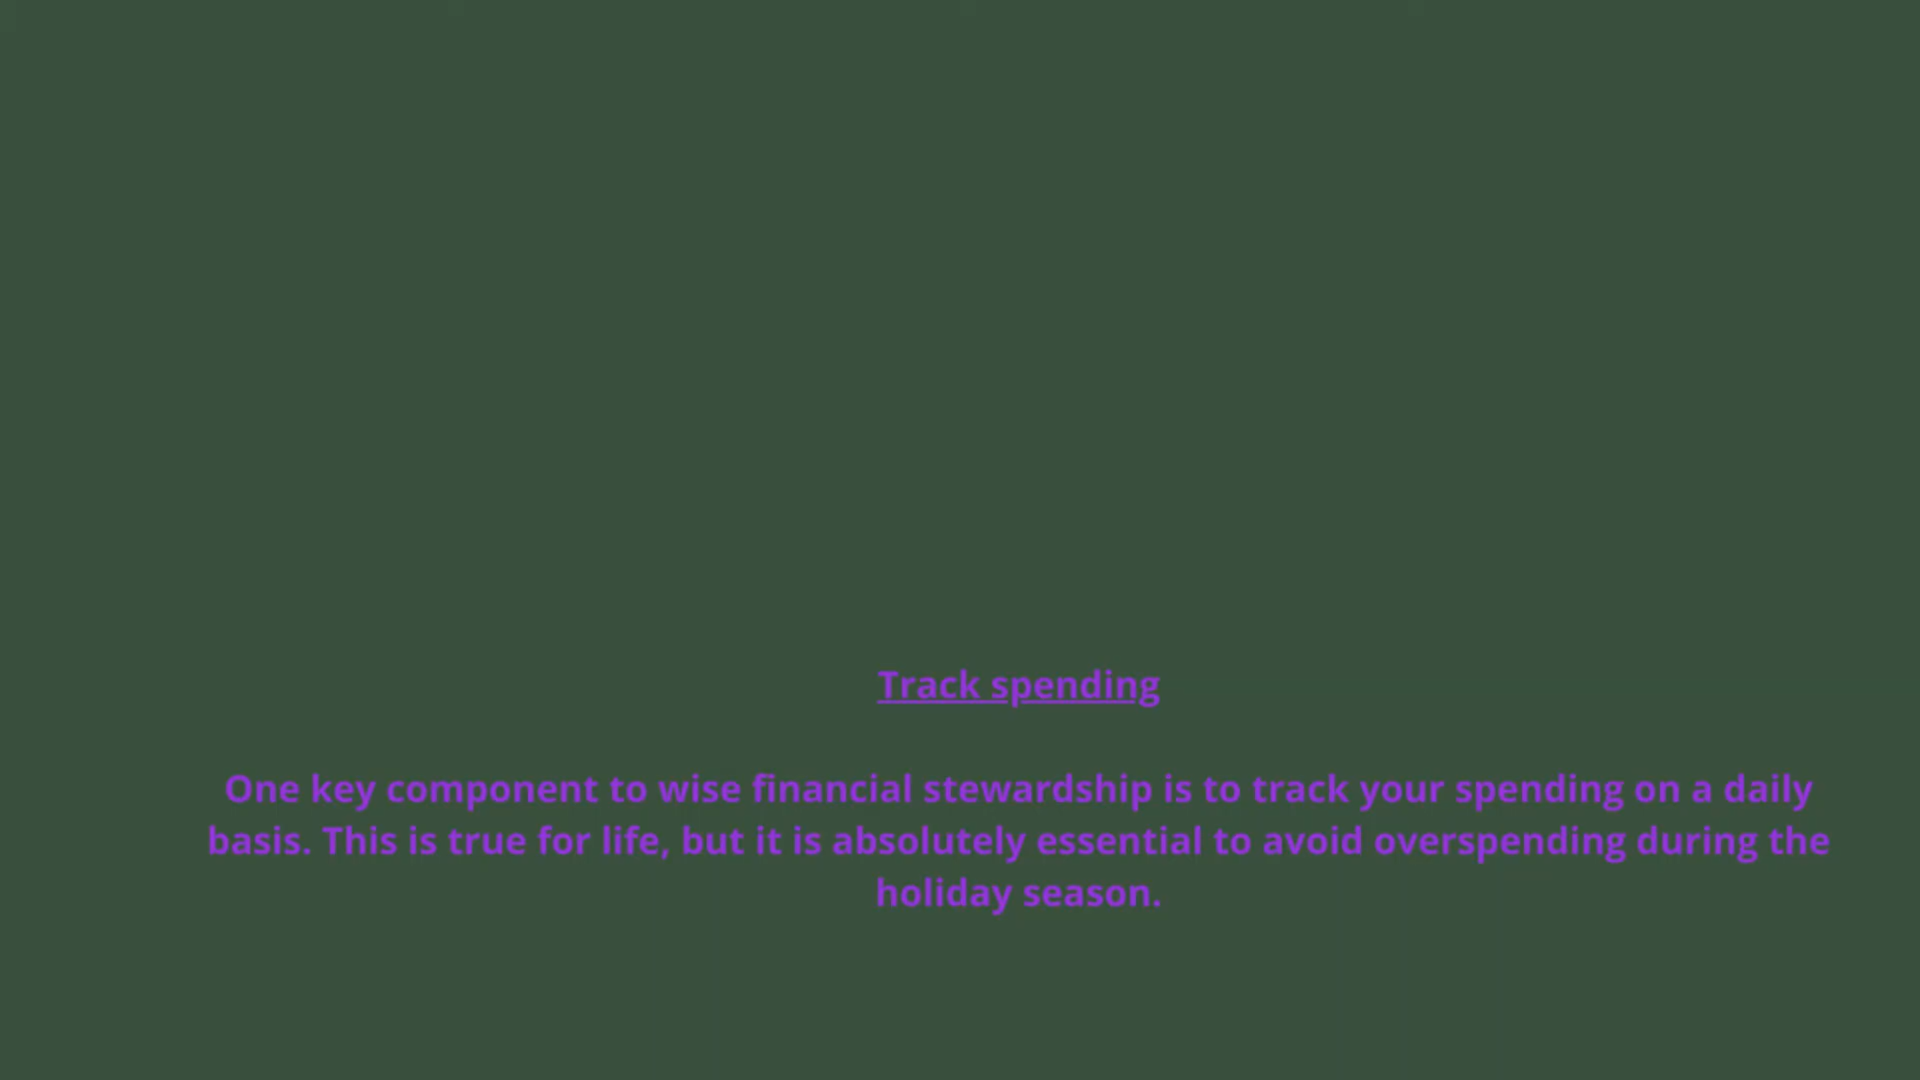 Track spending
One key component to wise financial stewardship is to track your spending on a daily
basis. This is true for life, but it is absolutely essential to avoid overspending during the
holiday season.